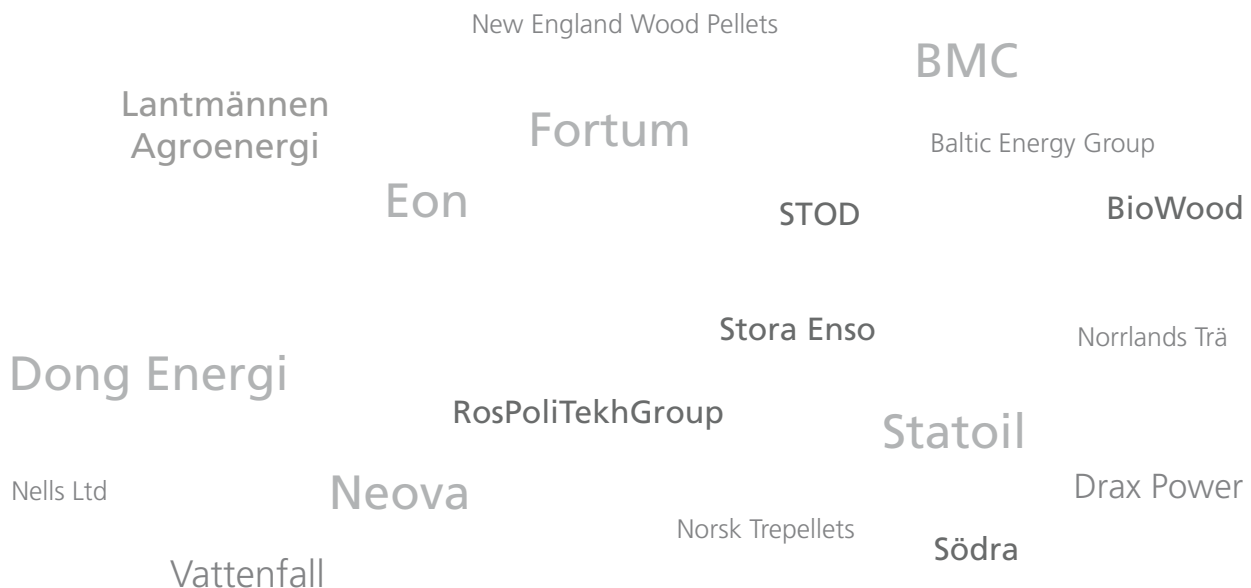 New England Wood Pellets
BMC
Lantmännen
Agroenergi
Fortum
Baltic Energy Group
Eon
STOD
BioWood
Stora Enso
Norrlands Trä
Dong Energi
RosPoliTekhGroup
Statoil
Nells Ltd
Neova
Drax Power
Norsk Trepellets
Södra
Vattenfall